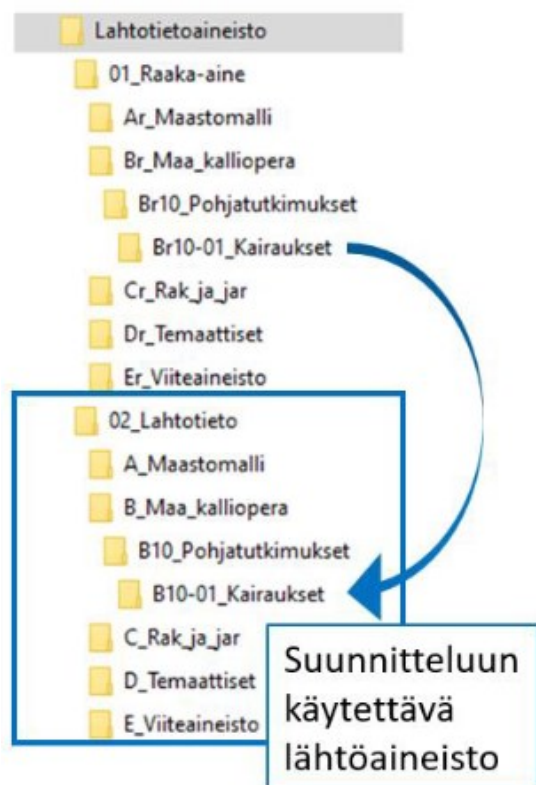 Lahtotietoaineisto
01_Raaka-aine
Ar_Maastomalli
Br_Maa_kalliopera
Br10_Pohjatutkimukset
Br10-01_Kairaukset
Cr_Rak_ja_jar
Dr_Temaattiset
Er_Viiteaineisto
02_Lahtotieto
A_Maastomalli
B_Maa_kalliopera
B10_Pohjatutkimukset
B10-01_Kairaukset
C_Rak_ja_jar
D_Temaattiset
E_Viiteaineisto
Suunnitteluun
käytettävä
lähtöaineisto